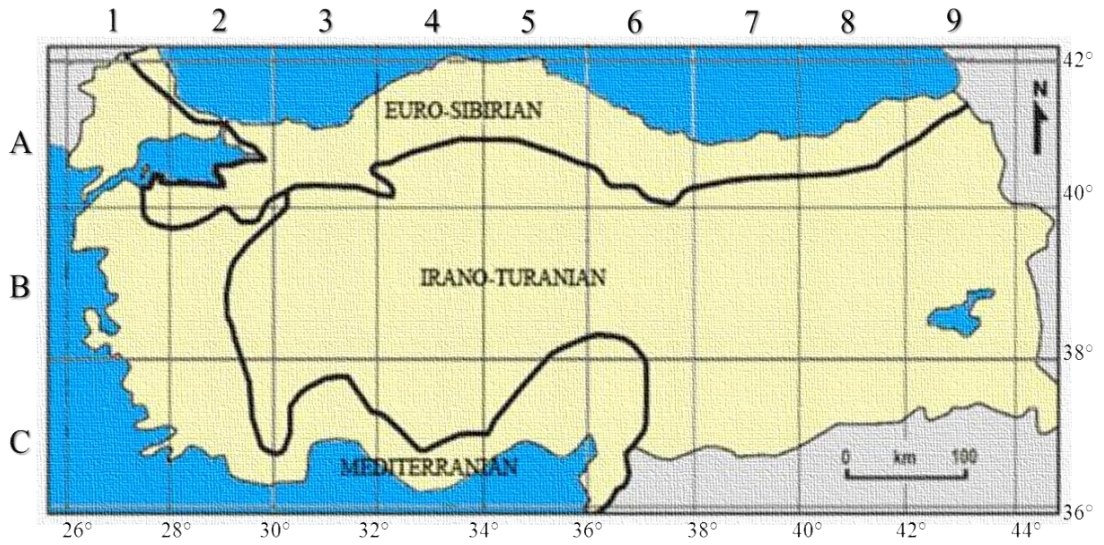 1 2 3 4 5 6 7 8 9
42°
EURO-SIBIRIAN
N
A
40°
IRANO-TURANIAN
B
38°
C
MEDITERRANIAN
0 km 100
36°
26° 28° 30° 32° 34° 36° 38° 40° 42° 44°